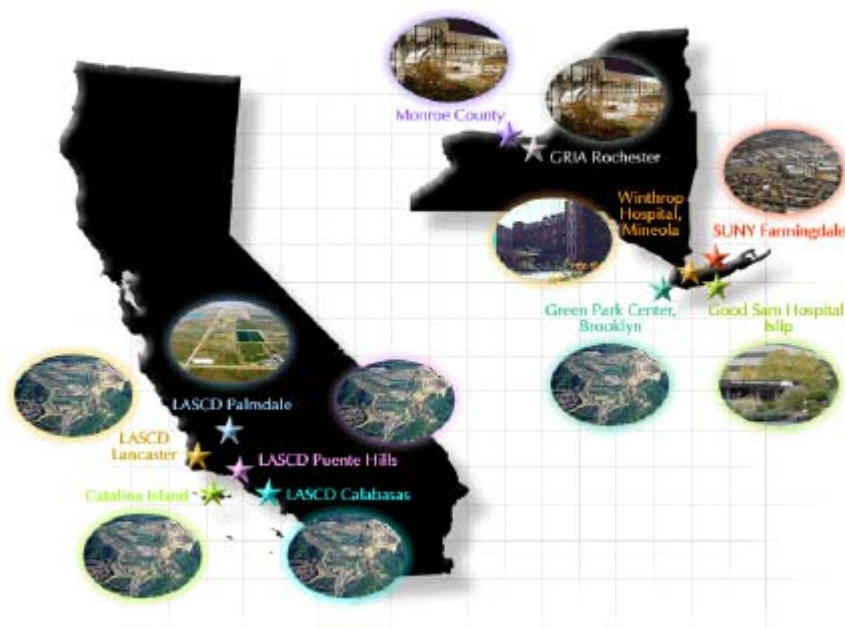 Monroe County
GRIA Rochester
Winthrop
Hospital,
Mineola
SUNY Farmingdale
Green Park Center,
Brooklyn
Good Sam Hospital
Islip
LASCD Palmdale
LASCD
Lancaster
LASCD Puente Hills
Catalina Island
LASCD Calabasas